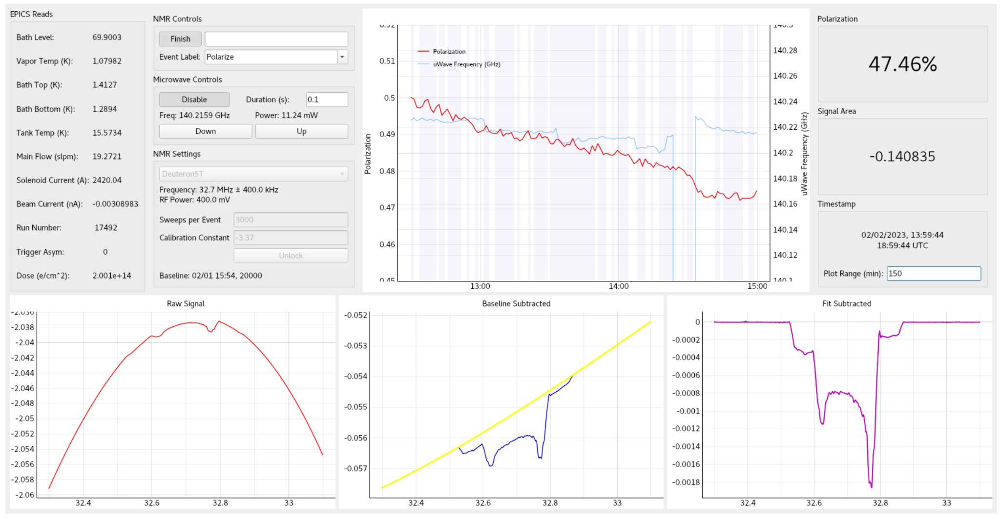 EPICS Reads
Bath Level: 69.9003
Vapor Temp (K): 1.07982
Bath Top (K): 1.4127
Bath Bottom (K): 1.2894
Tank Temp (K): 15.5734
Main Flow (slpm): 19.2721
Solenoid Current (A): 2420.04
Beam Current (nA): -0.00308983
Run Number: 17492
Trigger Asym: 0
Dose (e/cm^2): 2.001e+14
NMR Controls
Finish
Event Label: Polarize
Microwave Controls
Disable Duration (s): 0.1
Freq: 140.2159 GHz Power: 11.24 mW
Down Up
NMR Settings
Deuteron5T
Frequency: 32.7 MHz ± 400.0 kHz
RF Power: 400.0 mV
Sweeps per Event 3000
Calibration Constant -3.37
Unlock
Baseline: 02/01 15:54, 20000
Polarization
uWave Frequency (GHz)
Polarization
0.52
0.51
0.5
0.49
0.48
0.47
0.46
0.45
13:00 14:00 15:00
140.3
140.28
140.26
140.24
140.22
140.2
140.18
140.16
140.14
140.12
140.1
uWave Frequency (GHz)
Polarization
47.46%
Signal Area
-0.140835
Timestamp
02/02/2023, 13:59:44
18:59:44 UTC
Plot Range (min): 150
Raw Signal
-2.036
-2.038
-2.04
-2.042
-2.044
-2.046
-2.048
-2.05
-2.052
-2.054
-2.056
-2.058
-2.06
32.4 32.6 32.8 33
Baseline Subtracted
-0.052
-0.053
-0.054
-0.055
-0.056
-0.057
32.4 32.6 32.8 33
Fit Subtracted
0
-0.0002
-0.0004
-0.0006
-0.0008
-0.001
-0.0012
-0.0014
-0.0016
-0.0018
32.4 32.6 32.8 33